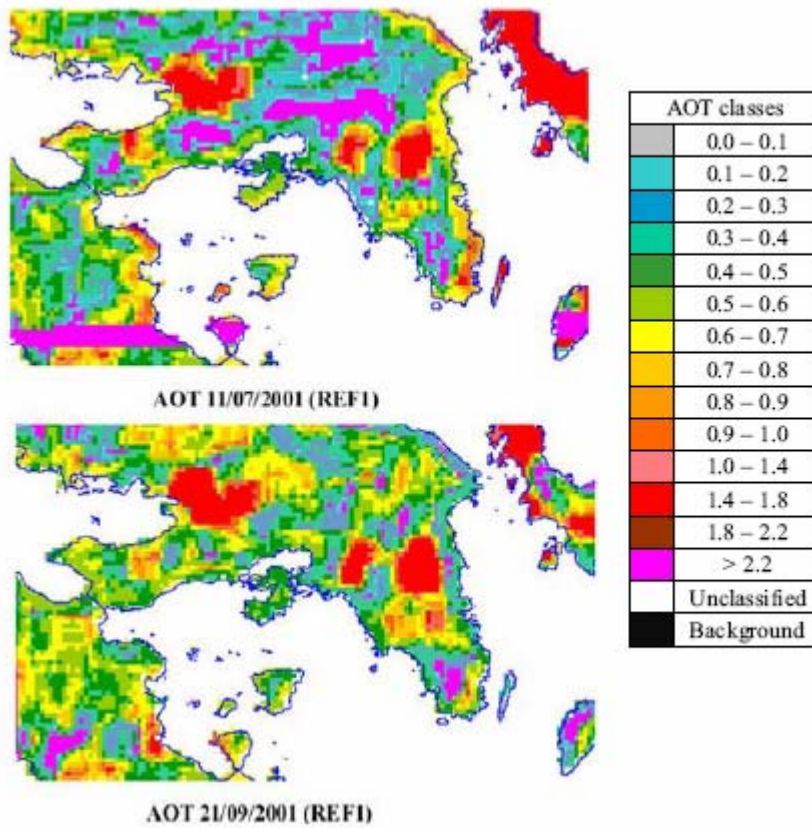 AOT classes
0.0 – 0.1
0.1 – 0.2
0.2 – 0.3
0.3 – 0.4
0.4 – 0.5
0.5 – 0.6
0.6 – 0.7
0.7 – 0.8
0.8 – 0.9
0.9 – 1.0
1.0 – 1.4
1.4 – 1.8
1.8 – 2.2
> 2.2
Unclassified
Background
AOT 11/07/2001 (REF1)
AOT 21/09/2001 (REF1)